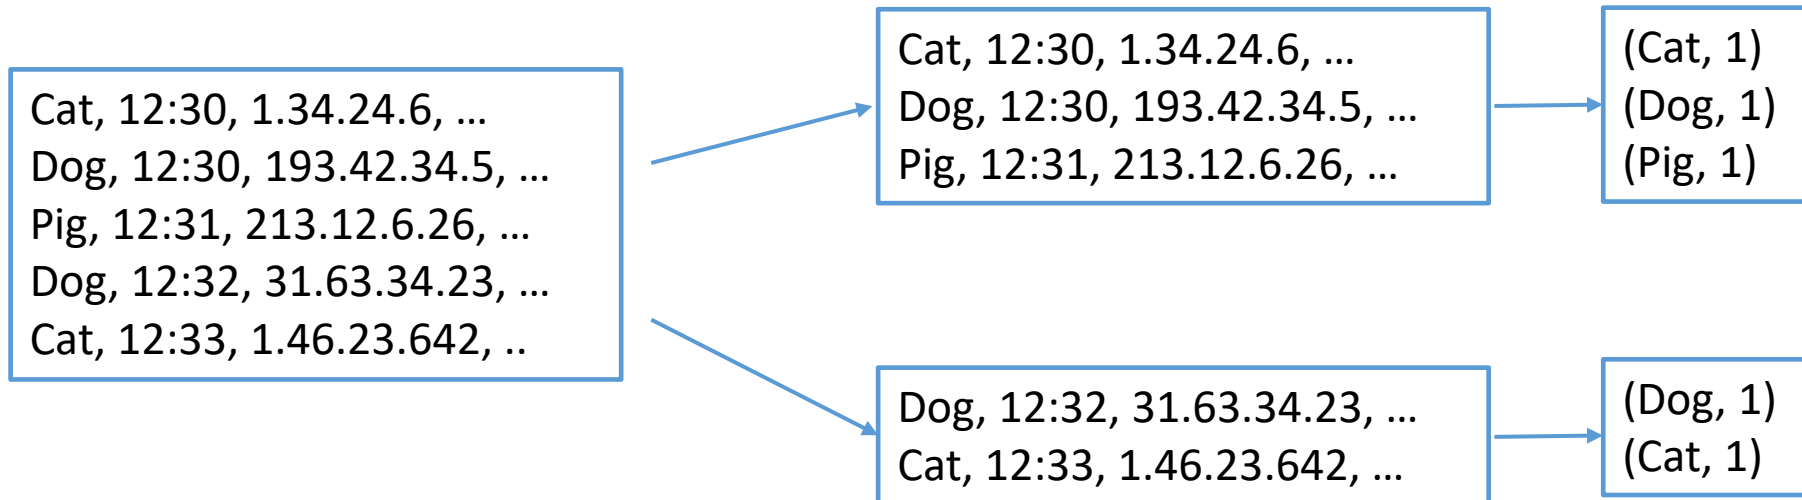 Cat, 12:30, 1.34.24.6, …
Dog, 12:30, 193.42.34.5, …
Pig, 12:31, 213.12.6.26, …
Dog, 12:32, 31.63.34.23, …
Cat, 12:33, 1.46.23.642, ..
Cat, 12:30, 1.34.24.6, …
Dog, 12:30, 193.42.34.5, …
Pig, 12:31, 213.12.6.26, …
(Cat, 1)
(Dog, 1)
(Pig, 1)
Dog, 12:32, 31.63.34.23, …
Cat, 12:33, 1.46.23.642, …
(Dog, 1)
(Cat, 1)